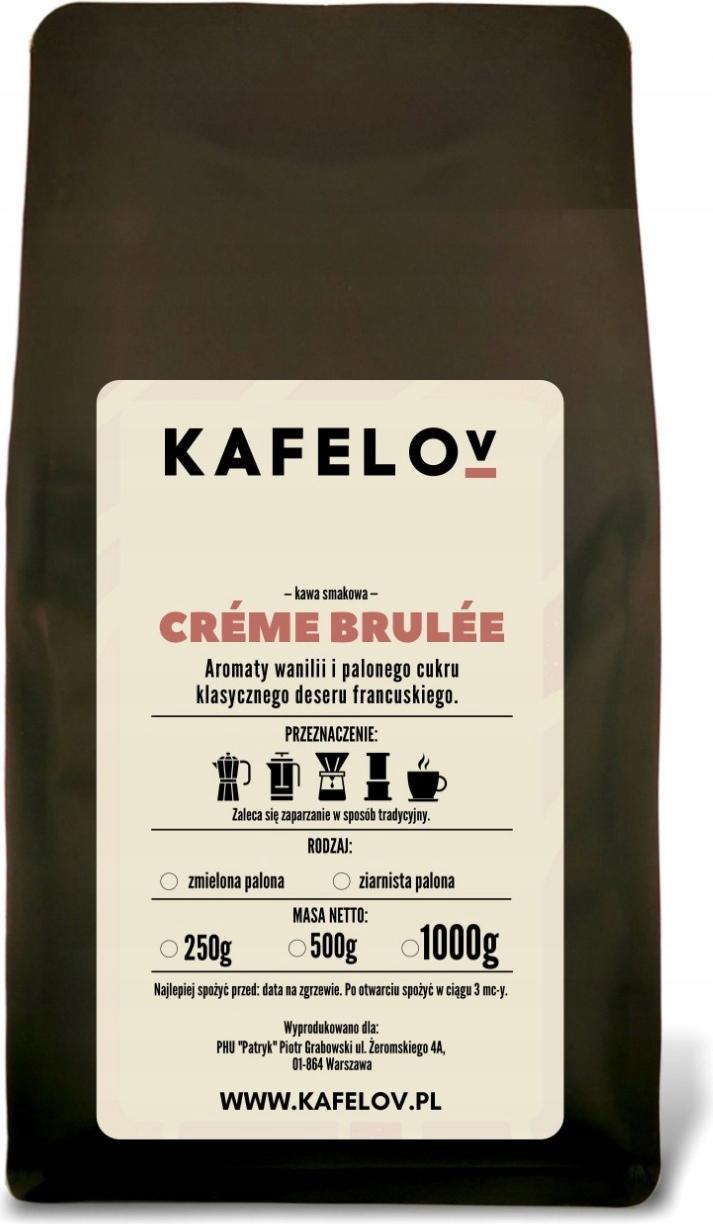 KAFELOV
– kawa smakowa –
CRÉME BRULÉE
Aromaty wanilii i palonego cukru
klasycznego deseru francuskiego.
PRZEZNACZENIE:
Zaleca się zaparzanie w sposób tradycyjny.
RODZAJ:
zmielona palona ziarnista palona
MASA NETTO:
250g 500g 1000g
Najlepiej spożyć przed: data na zgrzewie. Po otwarciu spożyć w ciągu 3 mc-y.
Wyprodukowano dla:
PHU "Patryk" Piotr Grabowski ul. Żeromskiego 4A,
01-864 Warszawa
WWW.KAFELOV.PL